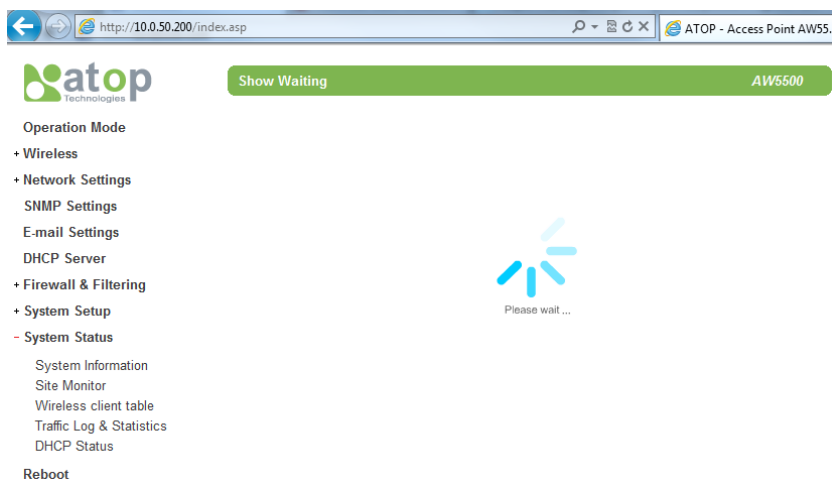 http://10.0.50.200/index.asp
ATOP - Access Point AW55..
atop
Technologies
Show Waiting
AW5500
Operation Mode
+ Wireless
+ Network Settings
SNMP Settings
E-mail Settings
DHCP Server
+ Firewall & Filtering
+ System Setup
- System Status
System Information
Site Monitor
Wireless client table
Traffic Log & Statistics
DHCP Status
Reboot
Please wait ...